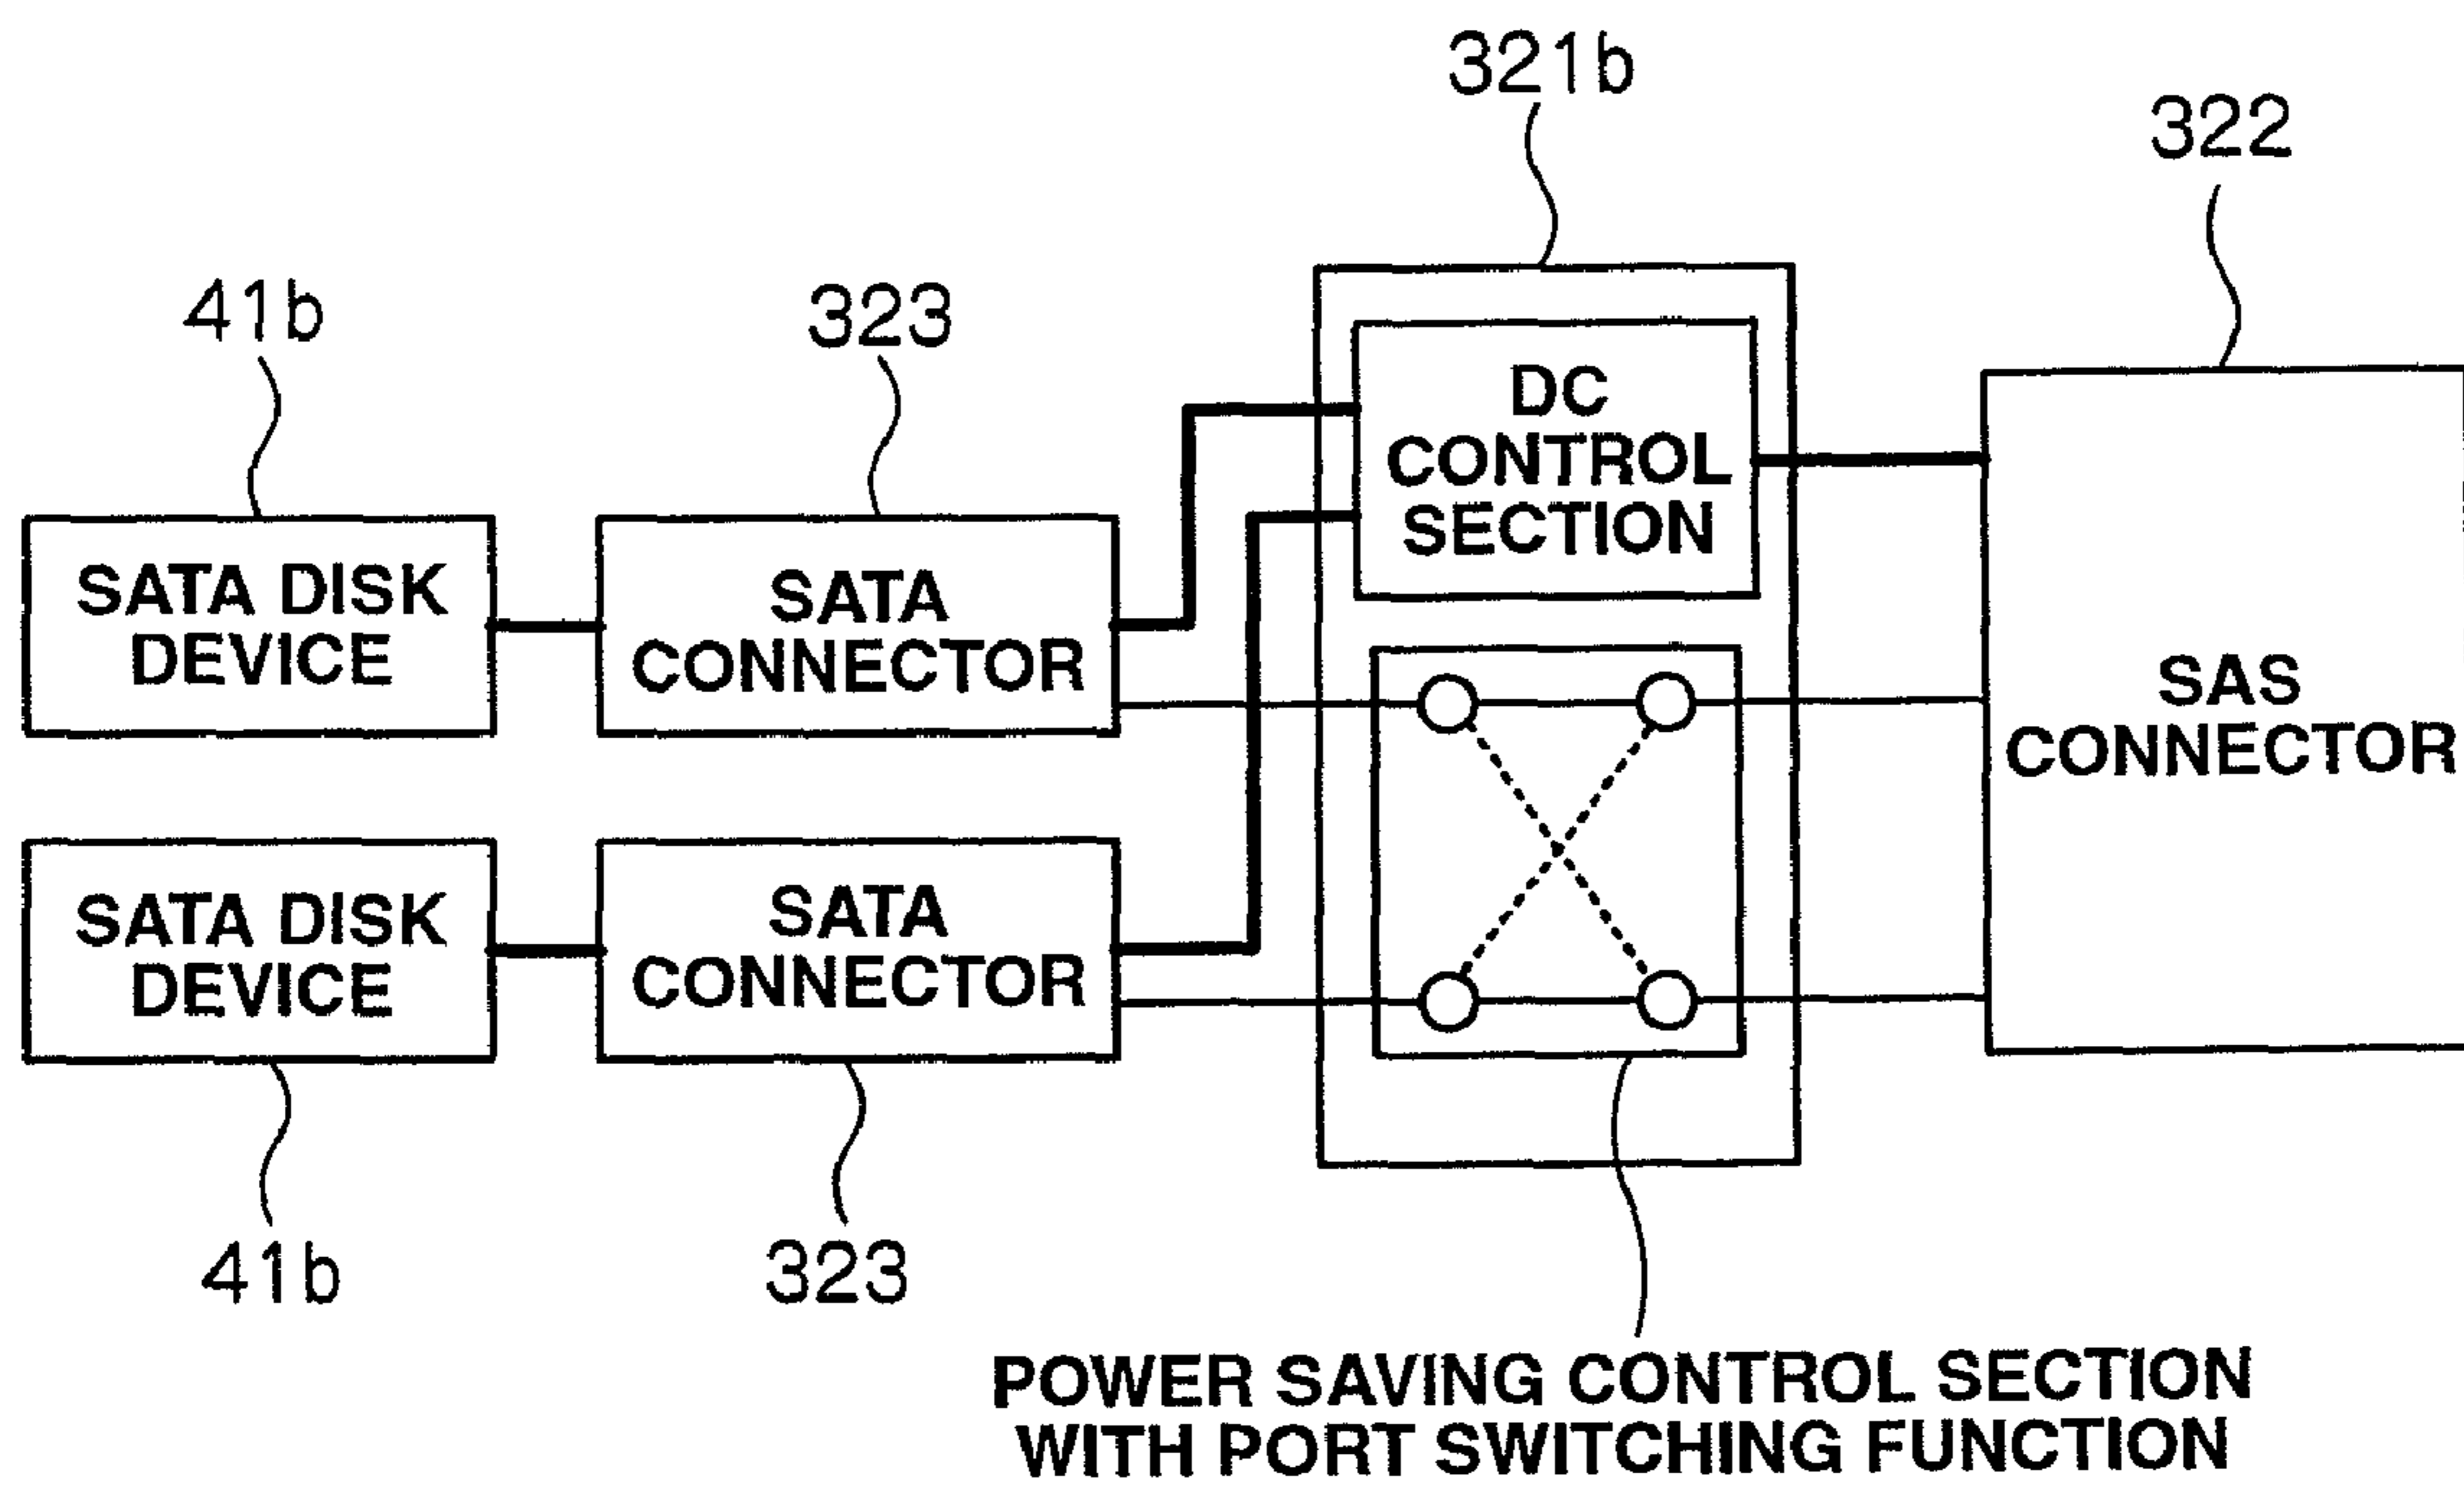 321b
322
41b
323
DC
CONTROL
SECTION
SATA DISK
DEVICE
SATA
CONNECTOR
SAS
CONNECTOR
SATA DISK
DEVICE
SATA
CONNECTOR
41b
323
POWER SAVING CONTROL SECTION
WITH PORT SWITCHING FUNCTION